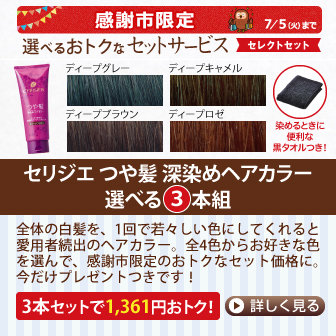 感謝市限定
7/5(火)まで
選べるおトクなセットサービス
セレクトセット
ディープグレー
ディープキャメル
ディープブラウン
ディープロゼ
つや髪
染めるときに
便利な
黒タオルつき!
セリジエ つや髪 深染めヘアカラー
選べる3本組
全体の白髪を、1回で若々しい色にしてくれると
愛用者続出のヘアカラー。全4色からお好きな色
を選んで、感謝市限定のおトクなセット価格に。
今だけプレゼントつきです!
3本セットで1,361円おトク!
詳しく見る